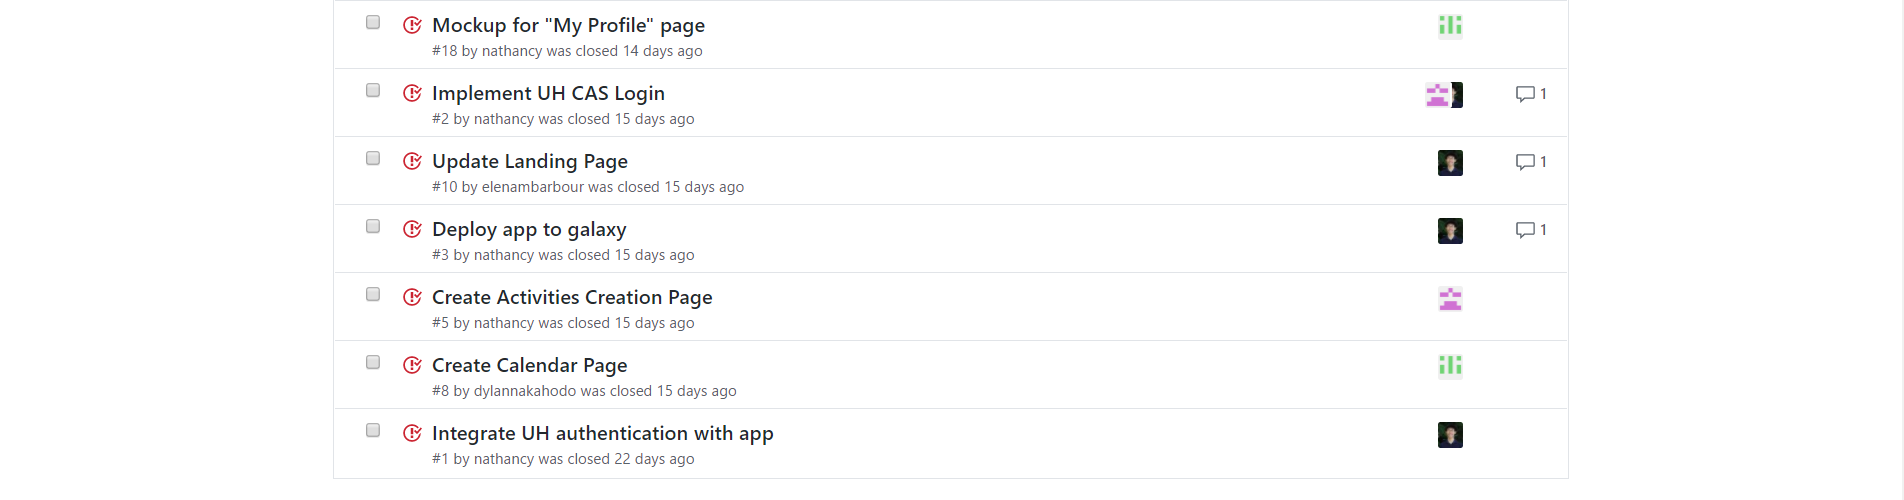 Mockup for "My Profile" page
#18 by nathancy was closed 14 days ago
Implement UH CAS Login
1
#2 by nathancy was closed 15 days ago
Update Landing Page
1
#10 by elenambarbour was closed 15 days ago
Deploy app to galaxy
1
#3 by nathancy was closed 15 days ago
Create Activities Creation Page
#5 by nathancy was closed 15 days ago
Create Calendar Page
#8 by dylannakahodo was closed 15 days ago
Integrate UH authentication with app
#1 by nathancy was closed 22 days ago